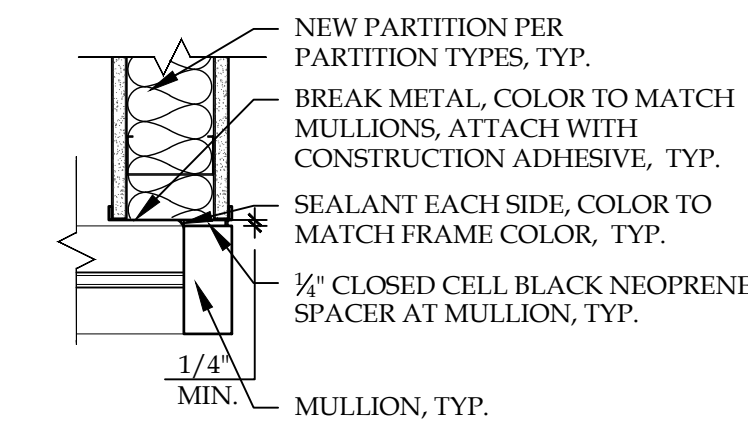 NEW PARTITION PER
PARTITION TYPES, TYP.
BREAK METAL, COLOR TO MATCH
MULLIONS, ATTACH WITH
CONSTRUCTION ADHESIVE, TYP.
SEALANT EACH SIDE, COLOR TO
MATCH FRAME COLOR, TYP.
¼" CLOSED CELL BLACK NEOPRENE
SPACER AT MULLION, TYP.
1/4"
MIN.
MULLION, TYP.